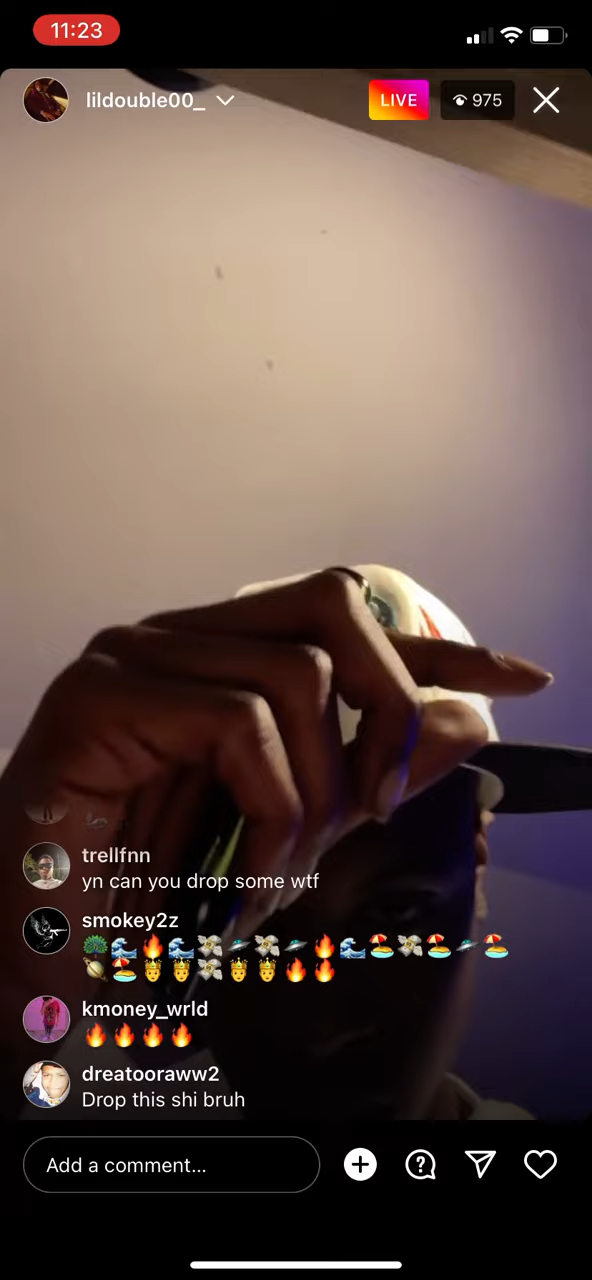 11:23
lildouble00_
LIVE
975
trellfnn
yn can you drop some wtf
smokey2z
🦚🌊🔥🌊💸🛸💸🛸🔥🌊🏖️💸🏖️🛸🏖️
🪐🏖️🤴🤴💸🤴🤴🔥🔥
kmoney_wrld
🔥🔥🔥🔥
dreatooraww2
Drop this shi bruh
Add a comment...